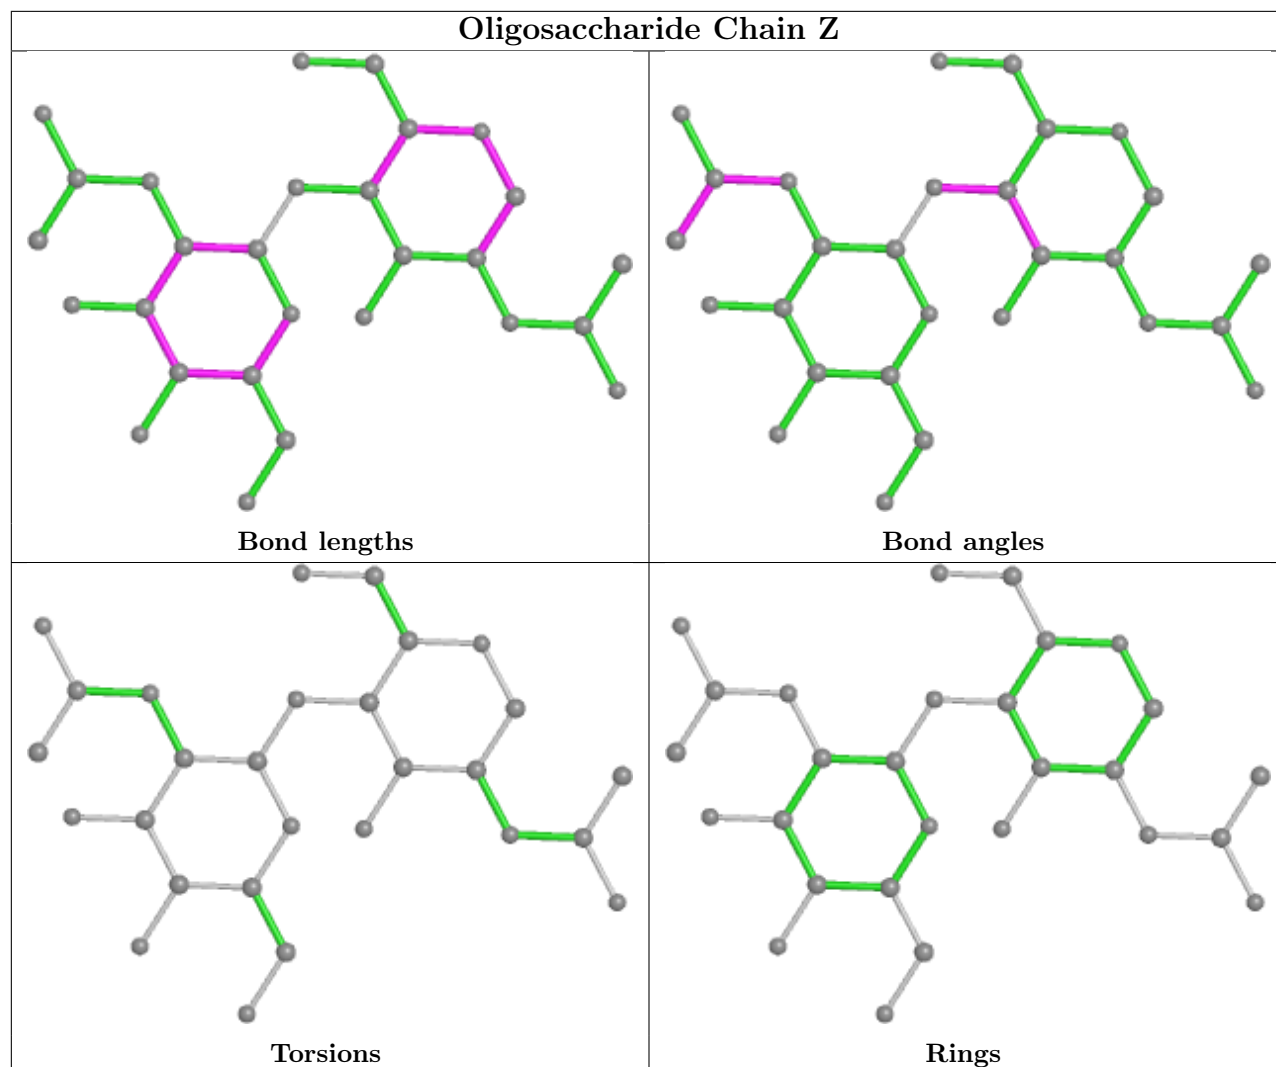 Oligosaccharide Chain Z
Bond lengths
Bond angles
Torsions
Rings